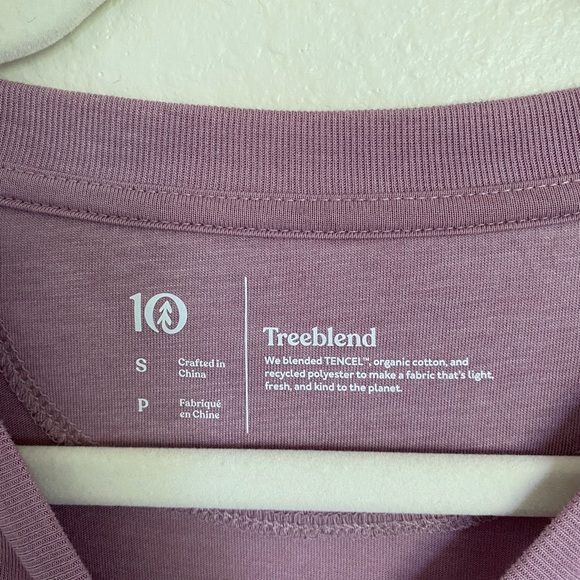 10
S
Crafted in
China
P
Fabriqué
en Chine
Treeblend
We blended TENCEL™, organic cotton, and
recycled polyester to make a fabric that's light,
fresh, and kind to the planet.